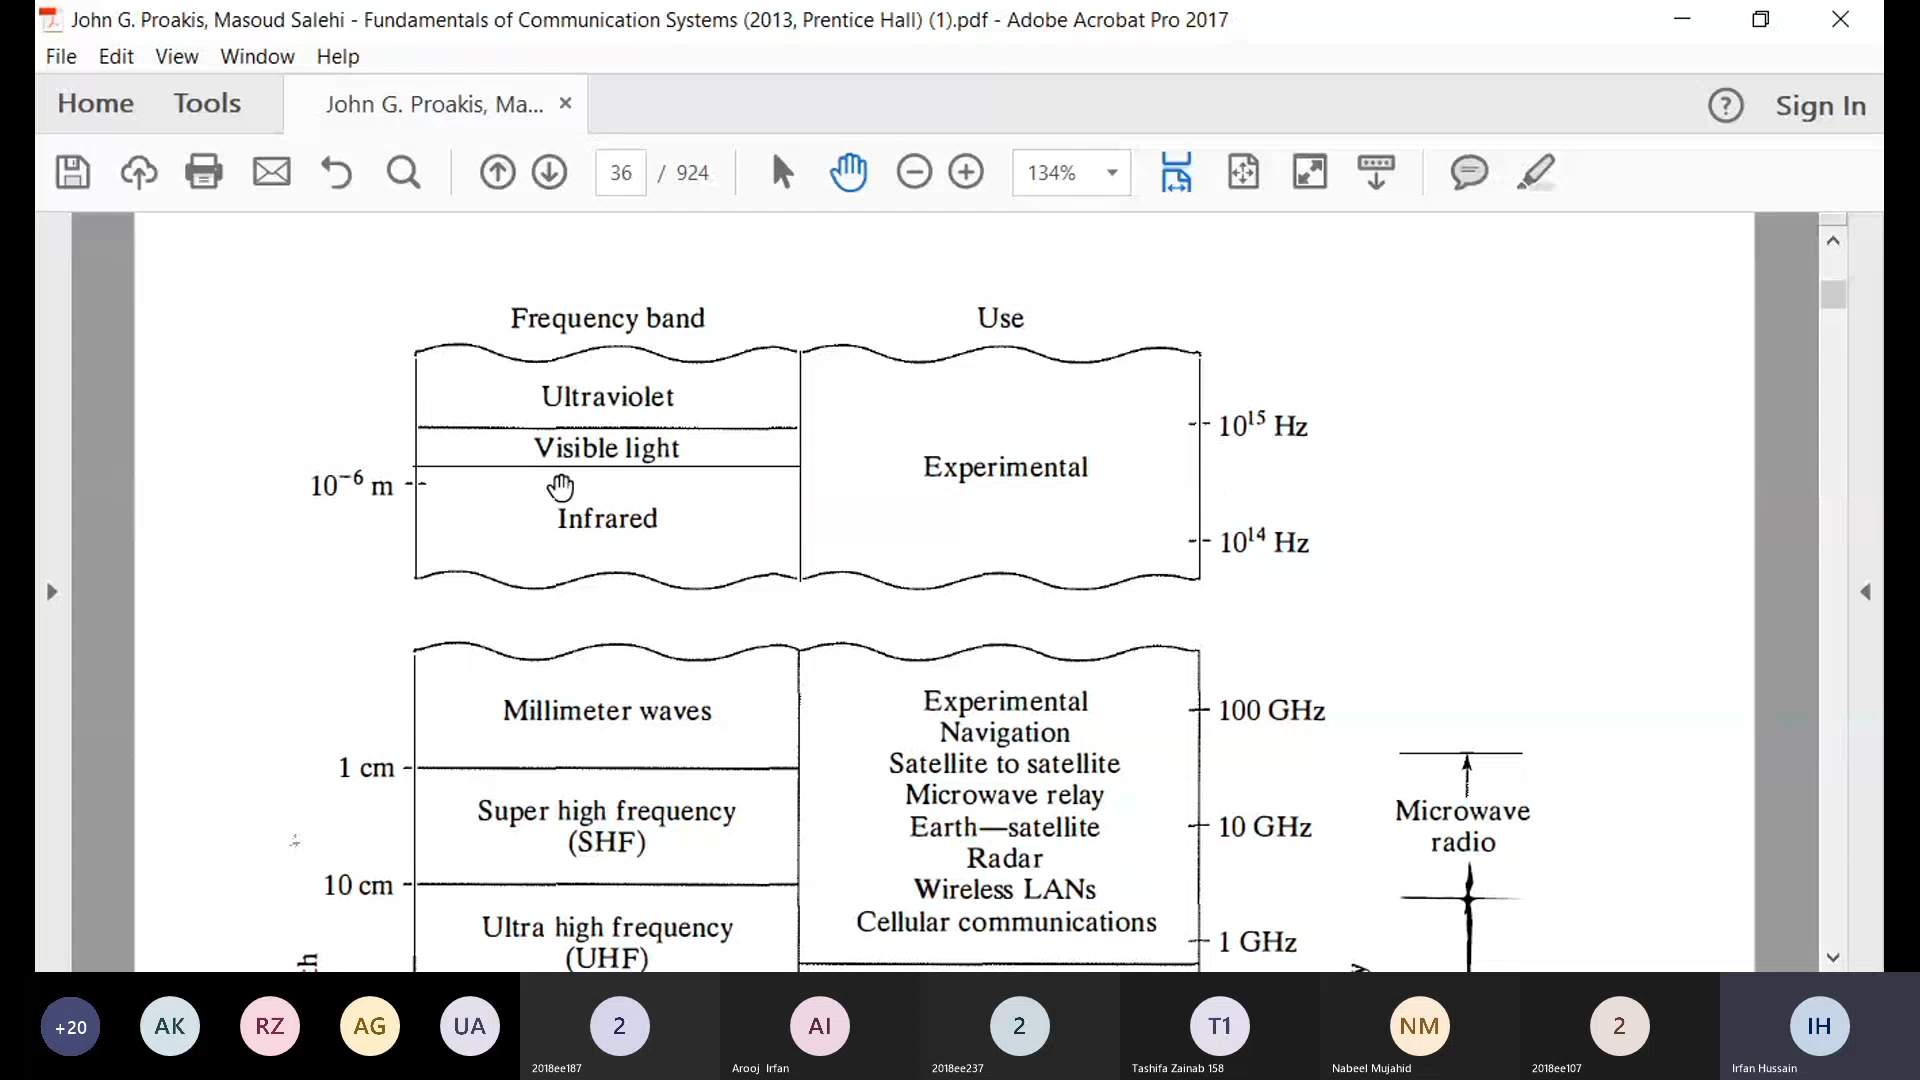 John G. Proakis, Masoud Salehi - Fundamentals of Communication Systems (2013, Prentice Hall) (1).pdf - Adobe Acrobat Pro 2017
File Edit View Window Help
Home Tools John G. Proakis, Ma... × ? Sign In
36 / 924 134%
Frequency band Use
Ultraviolet
10¹⁵ Hz
Visible light
Experimental
10⁻⁶ m
Infrared
10¹⁴ Hz
Millimeter waves
Experimental
100 GHz
Navigation
1 cm
Satellite to satellite
Microwave relay
Super high frequency
(SHF)
Earth—satellite
10 GHz
Microwave
radio
Radar
10 cm
Wireless LANs
Cellular communications
Ultra high frequency
(UHF)
1 GHz
+20 AK RZ AG UA 2 AI 2 T1 NM 2 IH
2018ee187 Arooj Irfan 2018ee237 Tashifa Zainab 158 Nabeel Mujahid 2018ee107 Irfan Hussain